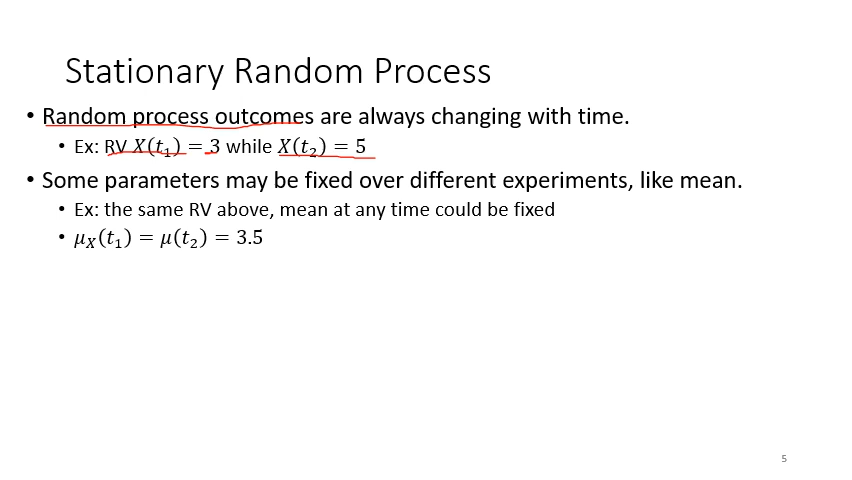 Stationary Random Process
• Random process outcomes are always changing with time.
• Ex: RV X(t₁) = 3 while X(t₂) = 5
• Some parameters may be fixed over different experiments, like mean.
• Ex: the same RV above, mean at any time could be fixed
• μ_X(t₁) = μ(t₂) = 3.5
5